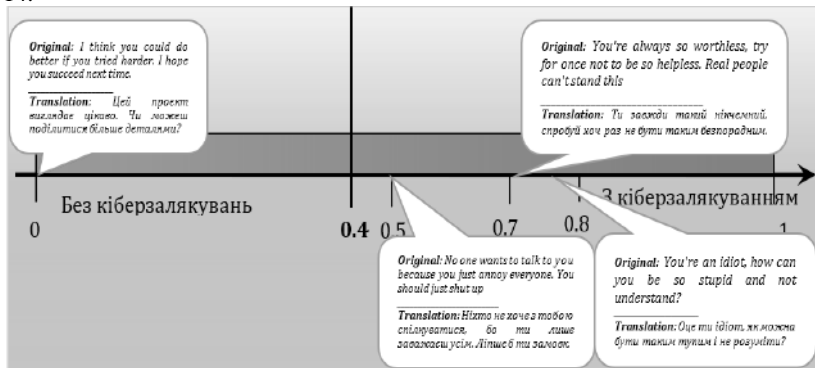 Original: I think you could do
better if you tried harder. I hope
you succeed next time.
Translation: Цей проєкт
виглядає цікаво. Чи можеш
поділитися більше деталями?
Original: You're always so worthless, try
for once not to be so helpless. Real people
can't stand this
Translation: Ти завжди такий нікчемний,
спробуй хоч раз не бути таким безпорадним.
Без кіберзалякувань
З кіберзалякуванням
0
0.4
0.5
0.7
0.8
1
Original: No one wants to talk to you
because you just annoy everyone. You
should just shut up
Translation: Ніхто не хоче з тобою
спілкуватися, бо ти лише
заважаєш усім. Ліпше б ти замовк.
Original: You're an idiot, how can
you be so stupid and not
understand?
Translation: Оце ти ідіот, як можна
бути таким тупим і не розуміти?